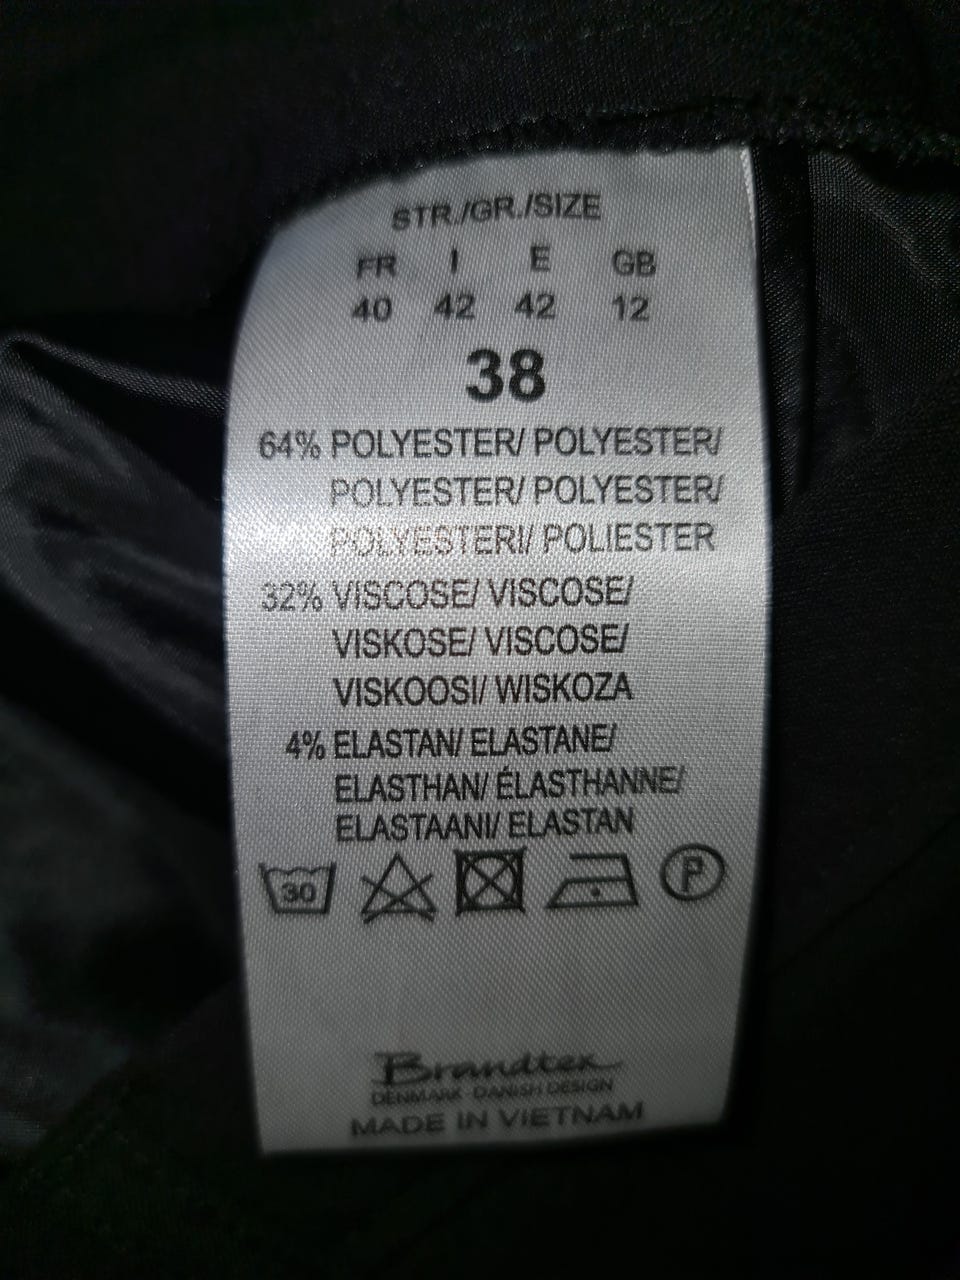 STR./GR./SIZE
FR I E GB
40 42 42 12
38
64% POLYESTER/ POLYESTER/
POLYESTER/ POLYESTER/
POLYESTERI/ POLIESTER
32% VISCOSE/ VISCOSE/
VISKOSE/ VISCOSE/
VISKOOSI/ WISKOZA
4% ELASTAN/ ELASTANE/
ELASTHAN/ ÉLASTHANNE/
ELASTAANI/ ELASTAN
30 P
Brandtex
DENMARK - DANISH DESIGN
MADE IN VIETNAM